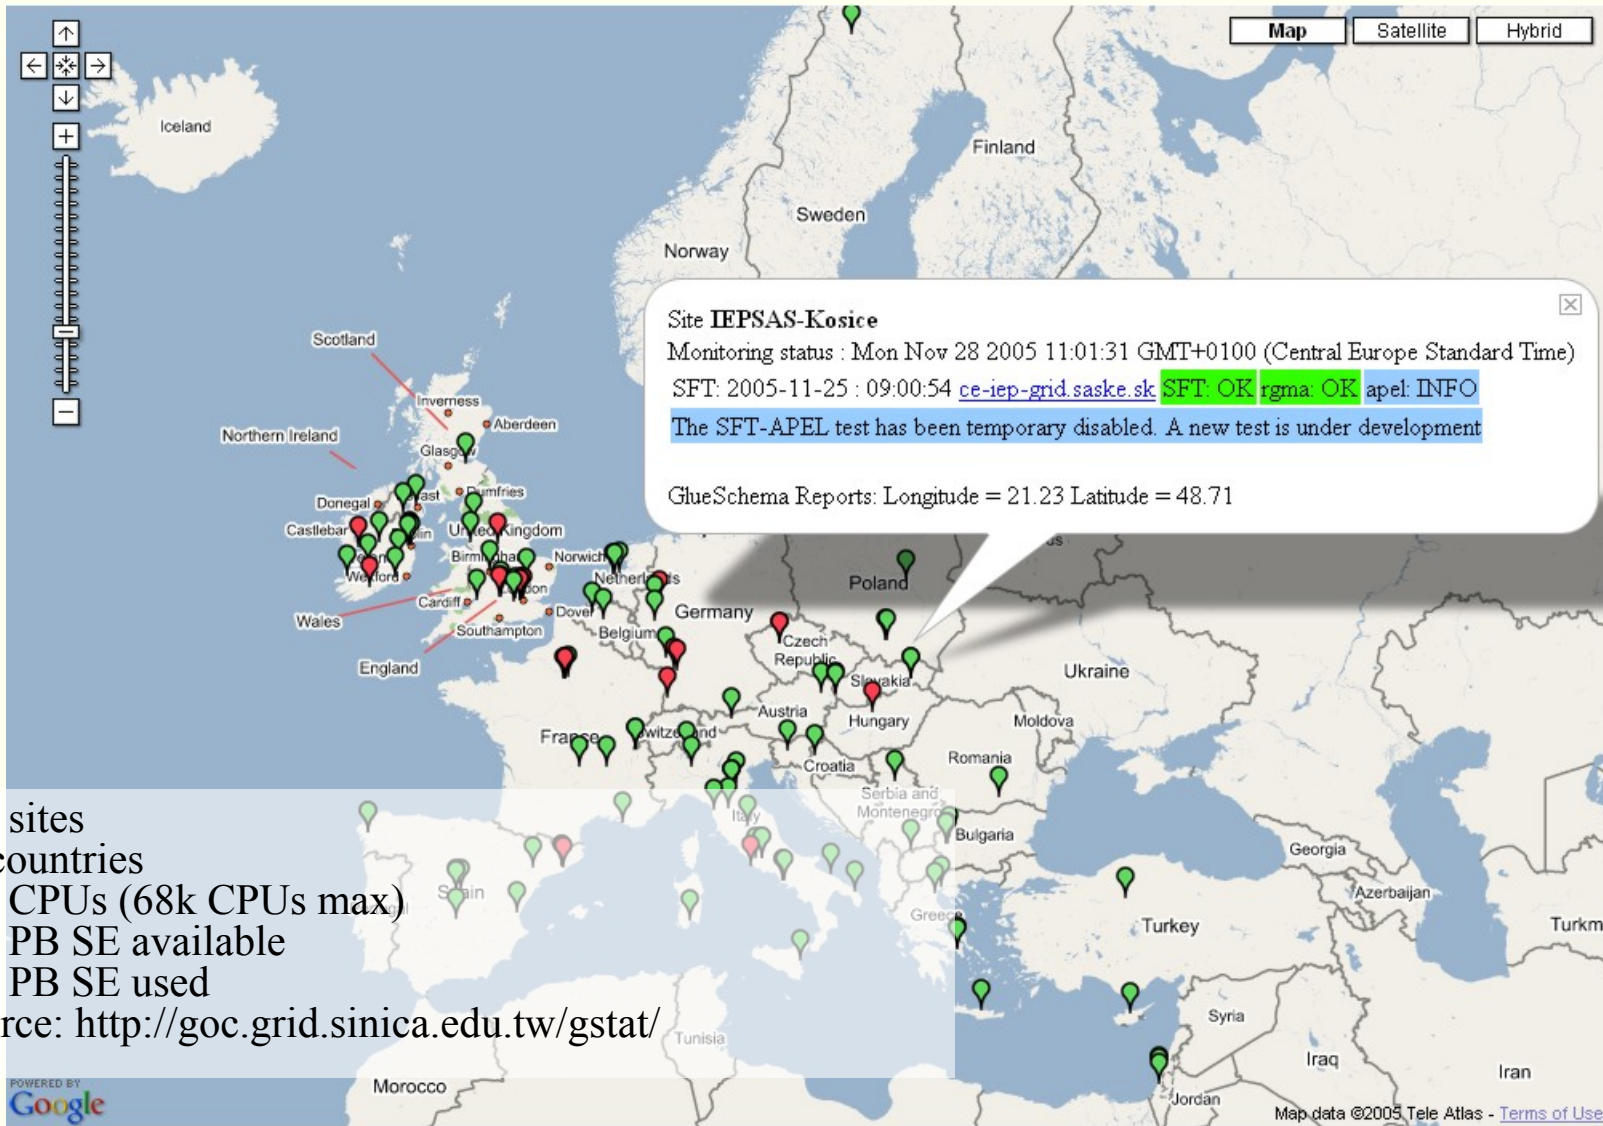 Map Satellite Hybrid
Iceland
Finland
Sweden
Norway
Site IEPSAS-Kosice
Monitoring status : Mon Nov 28 2005 11:01:31 GMT+0100 (Central Europe Standard Time)
SFT: 2005-11-25 : 09:00:54 ce-iep-grid.saske.sk SFT: OK rgma: OK apel: INFO
The SFT-APEL test has been temporary disabled. A new test is under development
GlueSchema Reports: Longitude = 21.23 Latitude = 48.71
Scotland
Inverness
Aberdeen
Northern Ireland
Glasgow
Donegal
Dumfries
Castlebar
United Kingdom
Norwich
Netherlands
Poland
Wexford
Cardiff
Dover
Germany
Wales
Southampton
Belgium
Czech
Republic
England
Slovakia
Ukraine
Austria
Hungary
Moldova
France
Croatia
Romania
Serbia and
Montenegro
Italy
Bulgaria
sites
countries
Georgia
CPUs (68k CPUs max)
Spain
Azerbaijan
Greece
Turkey
PB SE available
PB SE used
rce: http://goc.grid.sinica.edu.tw/gstat/
Syria
Tunisia
Iraq
Iran
POWERED BY
Google
Morocco
Jordan
Map data ©2005 Tele Atlas - Terms of Use